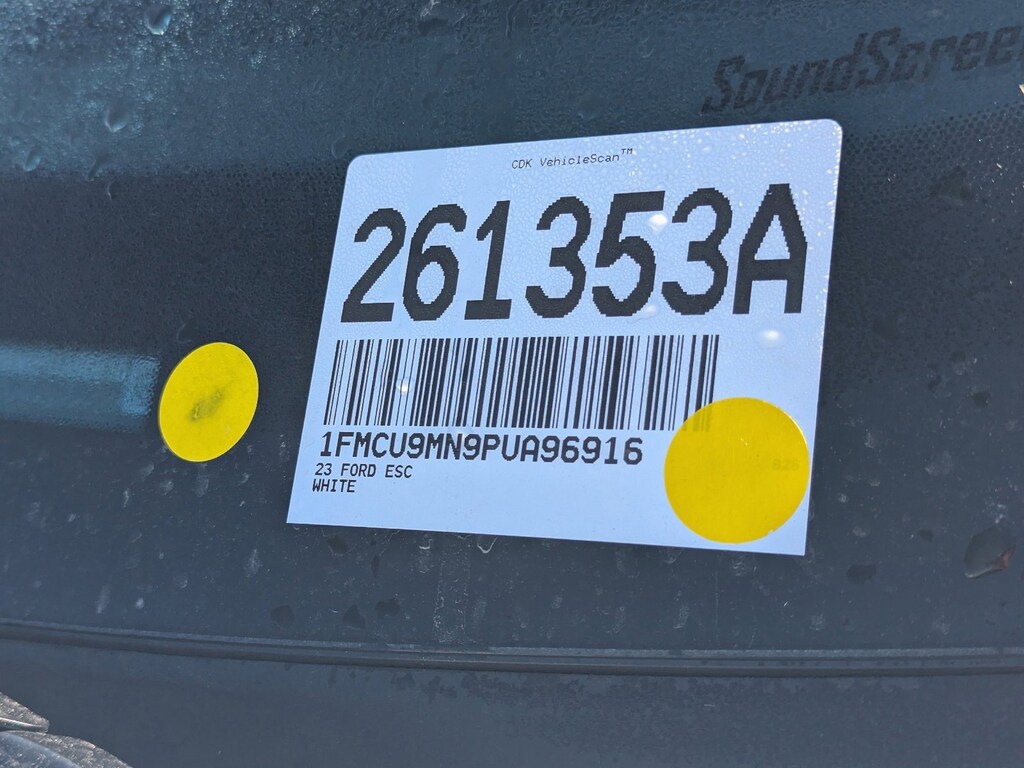 SoundScreen
CDK VehicleScan™
261353A
1FMCU9MN9PUA96916
23 FORD ESC
WHITE